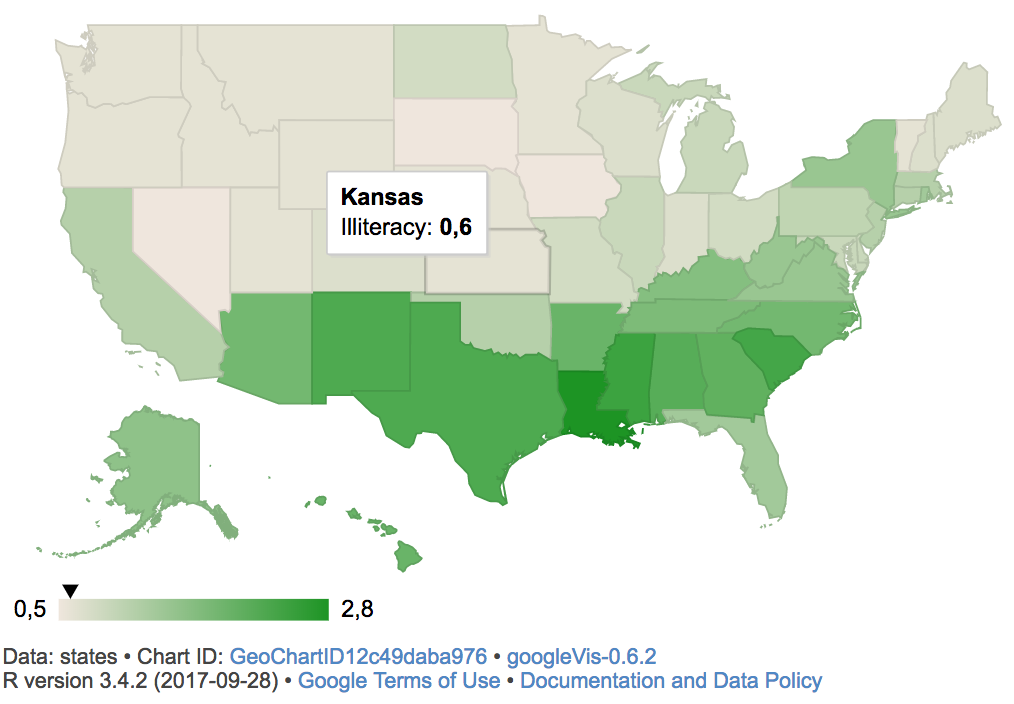 Kansas
Illiteracy: 0,6
0,5
2,8
Data: states • Chart ID: GeoChartID12c49daba976 • googleVis-0.6.2
R version 3.4.2 (2017-09-28) • Google Terms of Use • Documentation and Data Policy